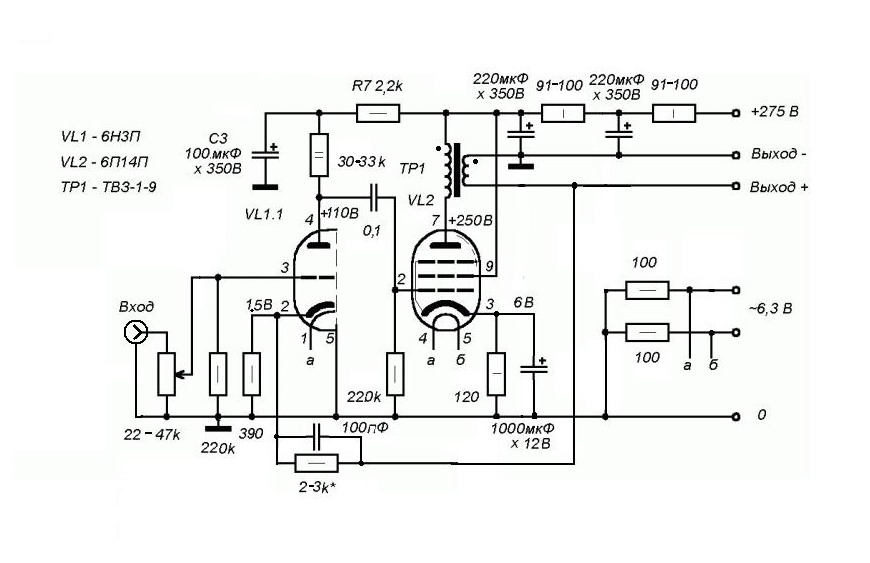 220мкФ
х 350В
91-100
220мкФ
х 350В
91-100
R7 2,2k
+275 В
VL1 - 6Н3П
VL2 - 6П14П
ТР1 - ТВЗ-1-9
С3
100мкФ
х 350В
30-33k
ТР1
VL2
Выход -
Выход +
VL1.1
4
+110В
0,1
7
+250В
3
2
9
100
Вход
1,5В
2
3
6В
~6,3 В
1
5
а
4
5
а
б
100
а
б
22-47k
220k
390
220k
100пФ
120
1000мкФ
х 12В
0
2-3k*